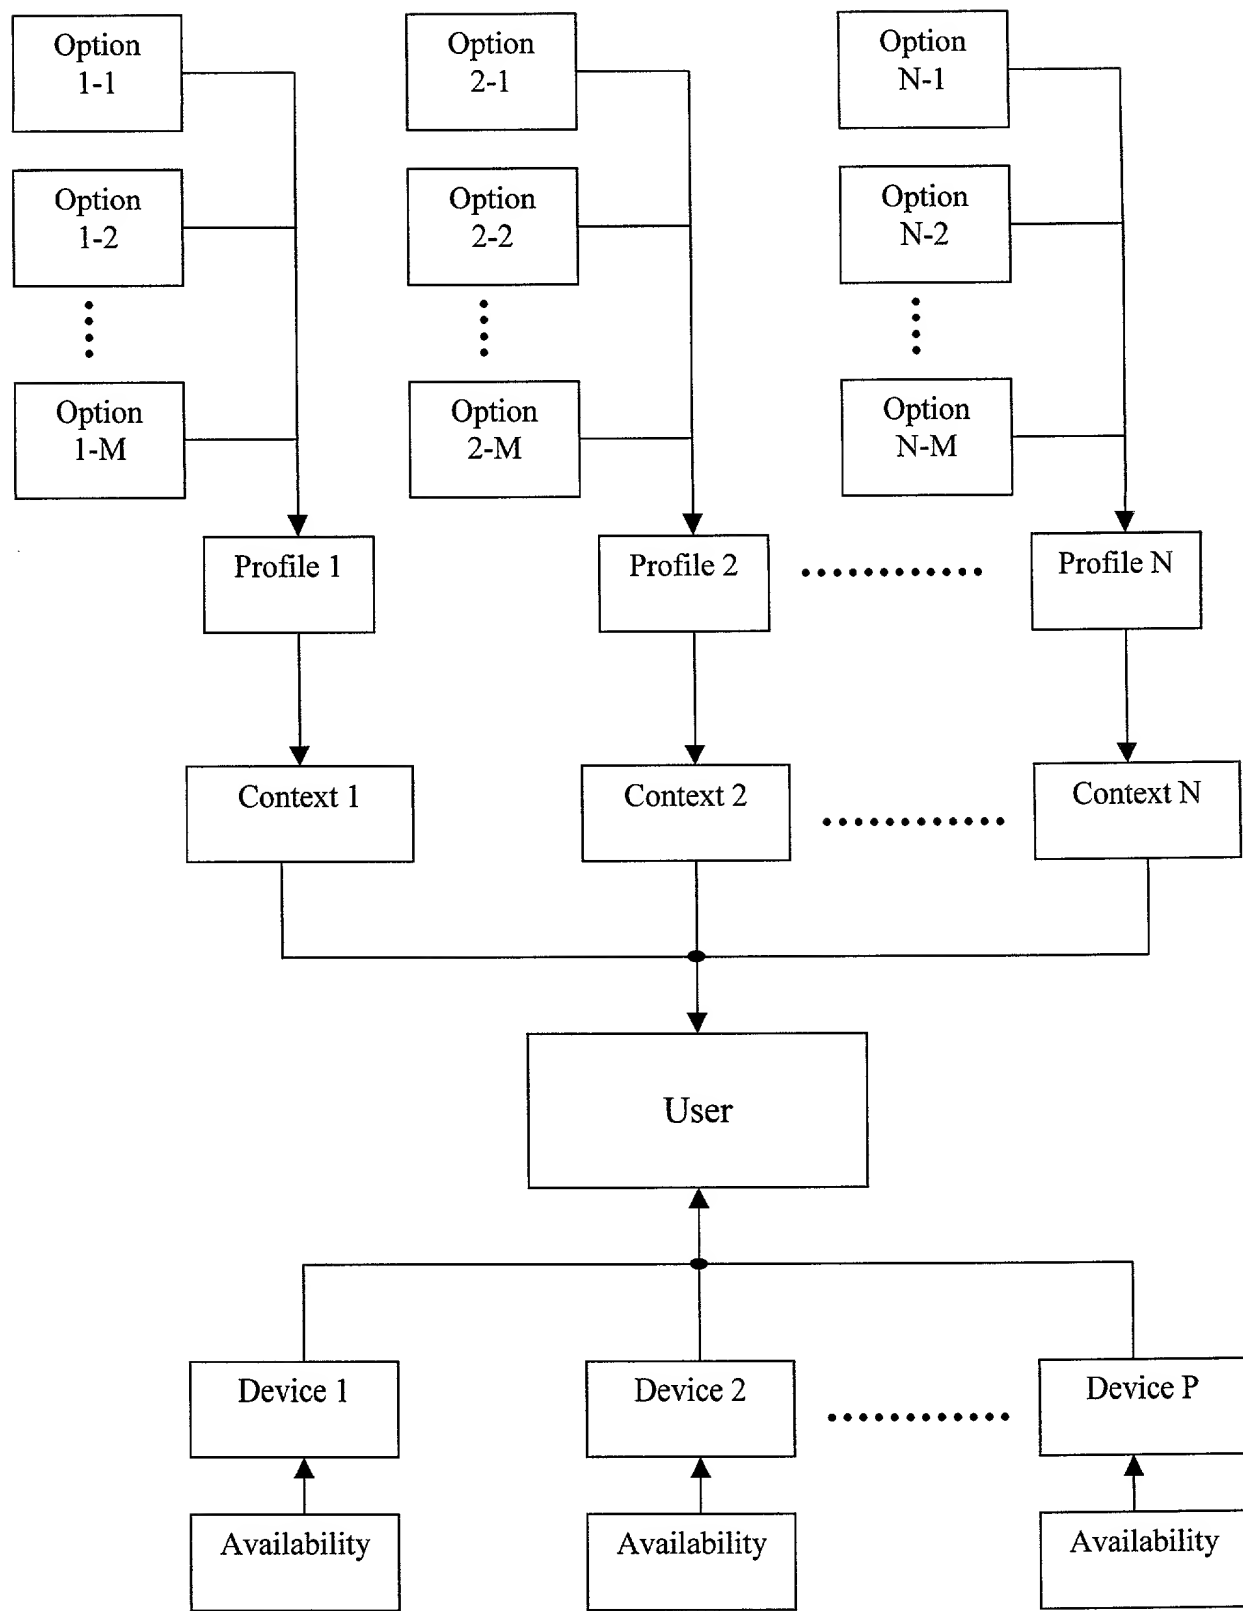 Option
1-1
Option
2-1
Option
N-1
Option
1-2
Option
2-2
Option
N-2
Option
1-M
Option
2-M
Option
N-M
Profile 1
Profile 2
Profile N
Context 1
Context 2
Context N
User
Device 1
Device 2
Device P
Availability
Availability
Availability